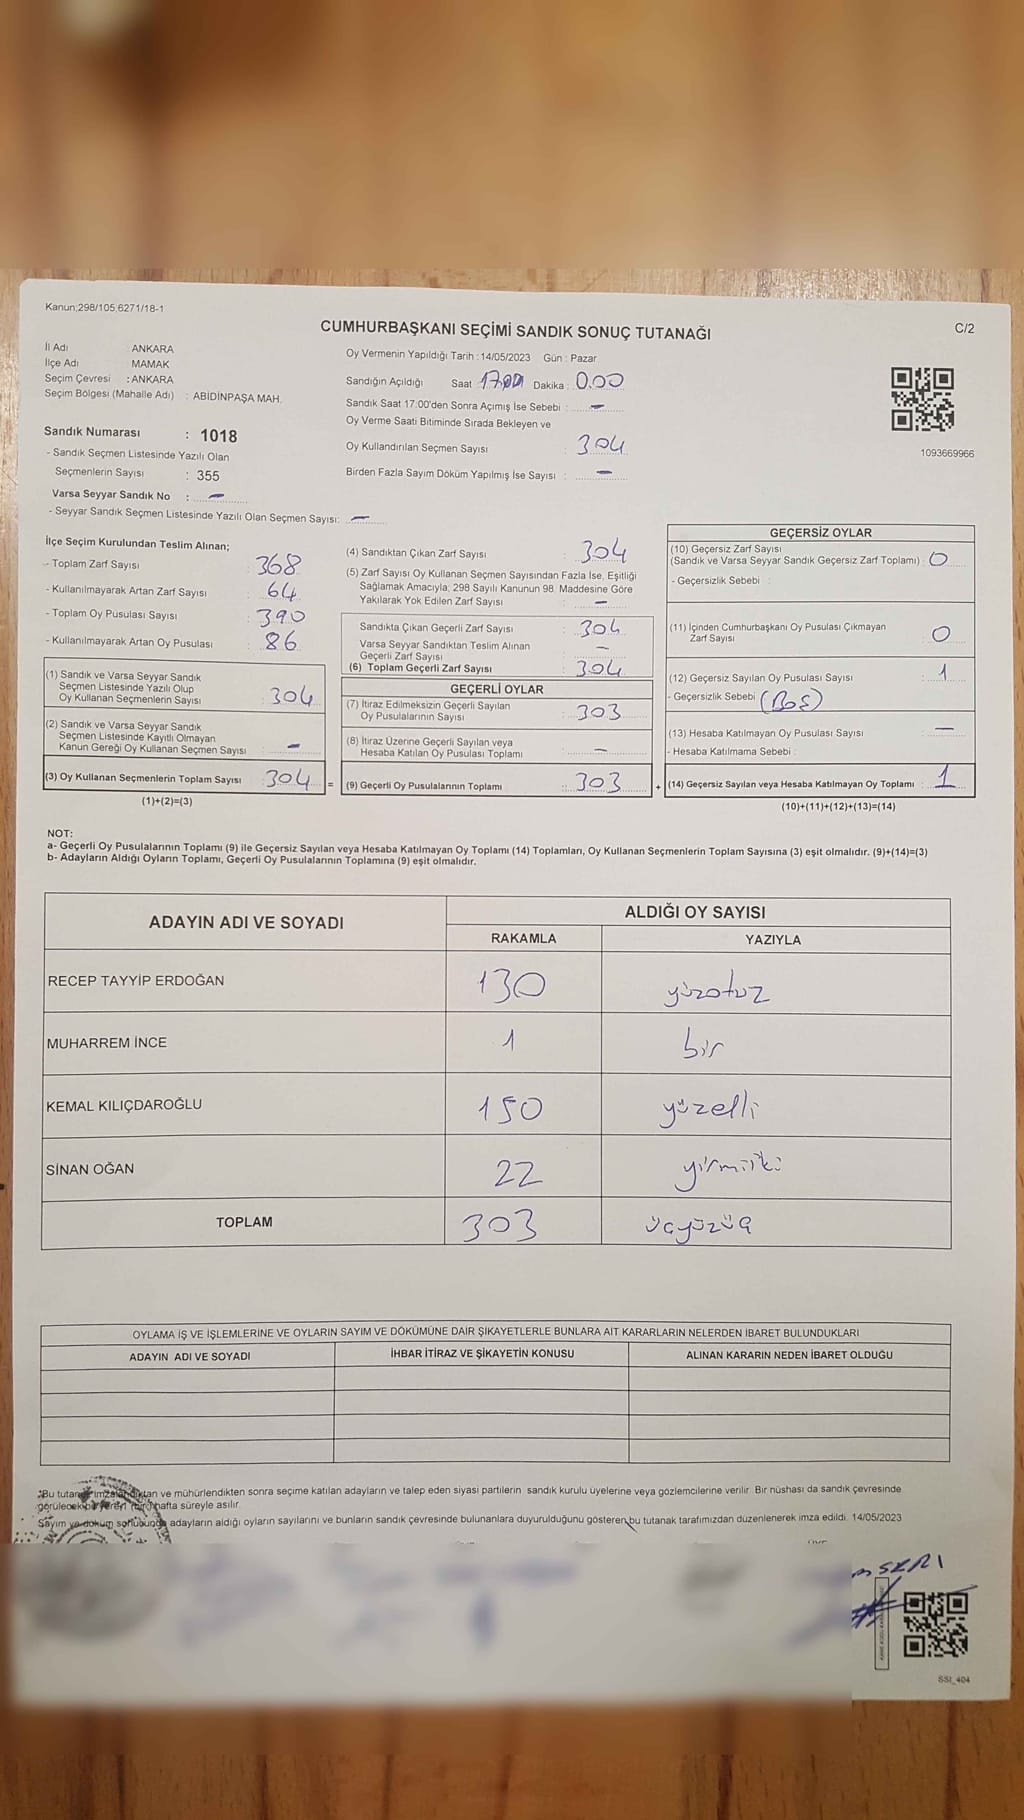 Kanun;298/105,6271/18-1
CUMHURBAŞKANI SEÇİMİ SANDIK SONUÇ TUTANAĞI
C/2
İl Adı ANKARA
İlçe Adı MAMAK
Seçim Çevresi : ANKARA
Seçim Bölgesi (Mahalle Adı) : ABİDİNPAŞA MAH.
Sandık Numarası : 1018
- Sandık Seçmen Listesinde Yazılı Olan
Seçmenlerin Sayısı : 355
Varsa Seyyar Sandık No : -
- Seyyar Sandık Seçmen Listesinde Yazılı Olan Seçmen Sayısı: -
Oy Vermenin Yapıldığı Tarih : 14/05/2023 Gün : Pazar
Sandığın Açıldığı Saat 17.00 Dakika : 0.00
Sandık Saat 17:00'den Sonra Açımış İse Sebebi : -
Oy Verme Saati Bitiminde Sırada Bekleyen ve
Oy Kullandırılan Seçmen Sayısı : 304
Birden Fazla Sayım Döküm Yapılmış İse Sayısı : -
1093669966
İlçe Seçim Kurulundan Teslim Alınan;
- Toplam Zarf Sayısı : 368
- Kullanılmayarak Artan Zarf Sayısı : 64
- Toplam Oy Pusulası Sayısı : 390
- Kullanılmayarak Artan Oy Pusulası : 86
(1) Sandık ve Varsa Seyyar Sandık
Seçmen Listesinde Yazılı Olup
Oy Kullanan Seçmenlerin Sayısı : 304
(2) Sandık ve Varsa Seyyar Sandık
Seçmen Listesinde Kayıtlı Olmayan
Kanun Gereği Oy Kullanan Seçmen Sayısı : -
(3) Oy Kullanan Seçmenlerin Toplam Sayısı : 304 =
(1)+(2)=(3)
(4) Sandıktan Çıkan Zarf Sayısı : 304
(5) Zarf Sayısı Oy Kullanan Seçmen Sayısından Fazla İse, Eşitliği
Sağlamak Amacıyla, 298 Sayılı Kanunun 98. Maddesine Göre
Yakılarak Yok Edilen Zarf Sayısı : -
Sandıkta Çıkan Geçerli Zarf Sayısı : 304
Varsa Seyyar Sandıktan Teslim Alınan
Geçerli Zarf Sayısı : -
(6) Toplam Geçerli Zarf Sayısı : 304
GEÇERLİ OYLAR
(7) İtiraz Edilmeksizin Geçerli Sayılan
Oy Pusulalarının Sayısı : 303
(8) İtiraz Üzerine Geçerli Sayılan veya
Hesaba Katılan Oy Pusulası Toplamı : -
(9) Geçerli Oy Pusulalarının Toplamı : 303 +
GEÇERSİZ OYLAR
(10) Geçersiz Zarf Sayısı
(Sandık ve Varsa Seyyar Sandık Geçersiz Zarf Toplamı) : 0
- Geçersizlik Sebebi :
(11) İçinden Cumhurbaşkanı Oy Pusulası Çıkmayan
Zarf Sayısı : 0
(12) Geçersiz Sayılan Oy Pusulası Sayısı : 1
- Geçersizlik Sebebi (Boş)
(13) Hesaba Katılmayan Oy Pusulası Sayısı : -
- Hesaba Katılmama Sebebi :
(14) Geçersiz Sayılan veya Hesaba Katılmayan Oy Toplamı : 1
(10)+(11)+(12)+(13)=(14)
NOT:
a- Geçerli Oy Pusulalarının Toplamı (9) ile Geçersiz Sayılan veya Hesaba Katılmayan Oy Toplamı (14) Toplamları, Oy Kullanan Seçmenlerin Toplam Sayısına (3) eşit olmalıdır. (9)+(14)=(3)
b- Adayların Aldığı Oyların Toplamı, Geçerli Oy Pusulalarının Toplamına (9) eşit olmalıdır.
ADAYIN ADI VE SOYADI ALDIĞI OY SAYISI
RAKAMLA YAZIYLA
RECEP TAYYİP ERDOĞAN 130 yüzotuz
MUHARREM İNCE 1 bir
KEMAL KILIÇDAROĞLU 150 yüzelli
SİNAN OĞAN 22 yirmiiki
TOPLAM 303 üçyüzüç
OYLAMA İŞ VE İŞLEMLERİNE VE OYLARIN SAYIM VE DÖKÜMÜNE DAİR ŞİKAYETLERLE BUNLARA AİT KARARLARIN NELERDEN İBARET BULUNDUKLARI
ADAYIN ADI VE SOYADI İHBAR İTİRAZ VE ŞİKAYETİN KONUSU ALINAN KARARIN NEDEN İBARET OLDUĞU
*Bu tutanak imzalandıktan ve mühürlendikten sonra seçime katılan adayların ve talep eden siyasi partilerin sandık kurulu üyelerine veya gözlemcilerine verilir. Bir nüshası da sandık çevresinde
görülecek bir yere hafta süreyle asılır.
Sayım ve döküm sonucunda adayların aldığı oyların sayılarını ve bunların sandık çevresinde bulunanlara duyurulduğunu gösteren bu tutanak tarafımızdan düzenlenerek imza edildi. 14/05/2023
SSI_404